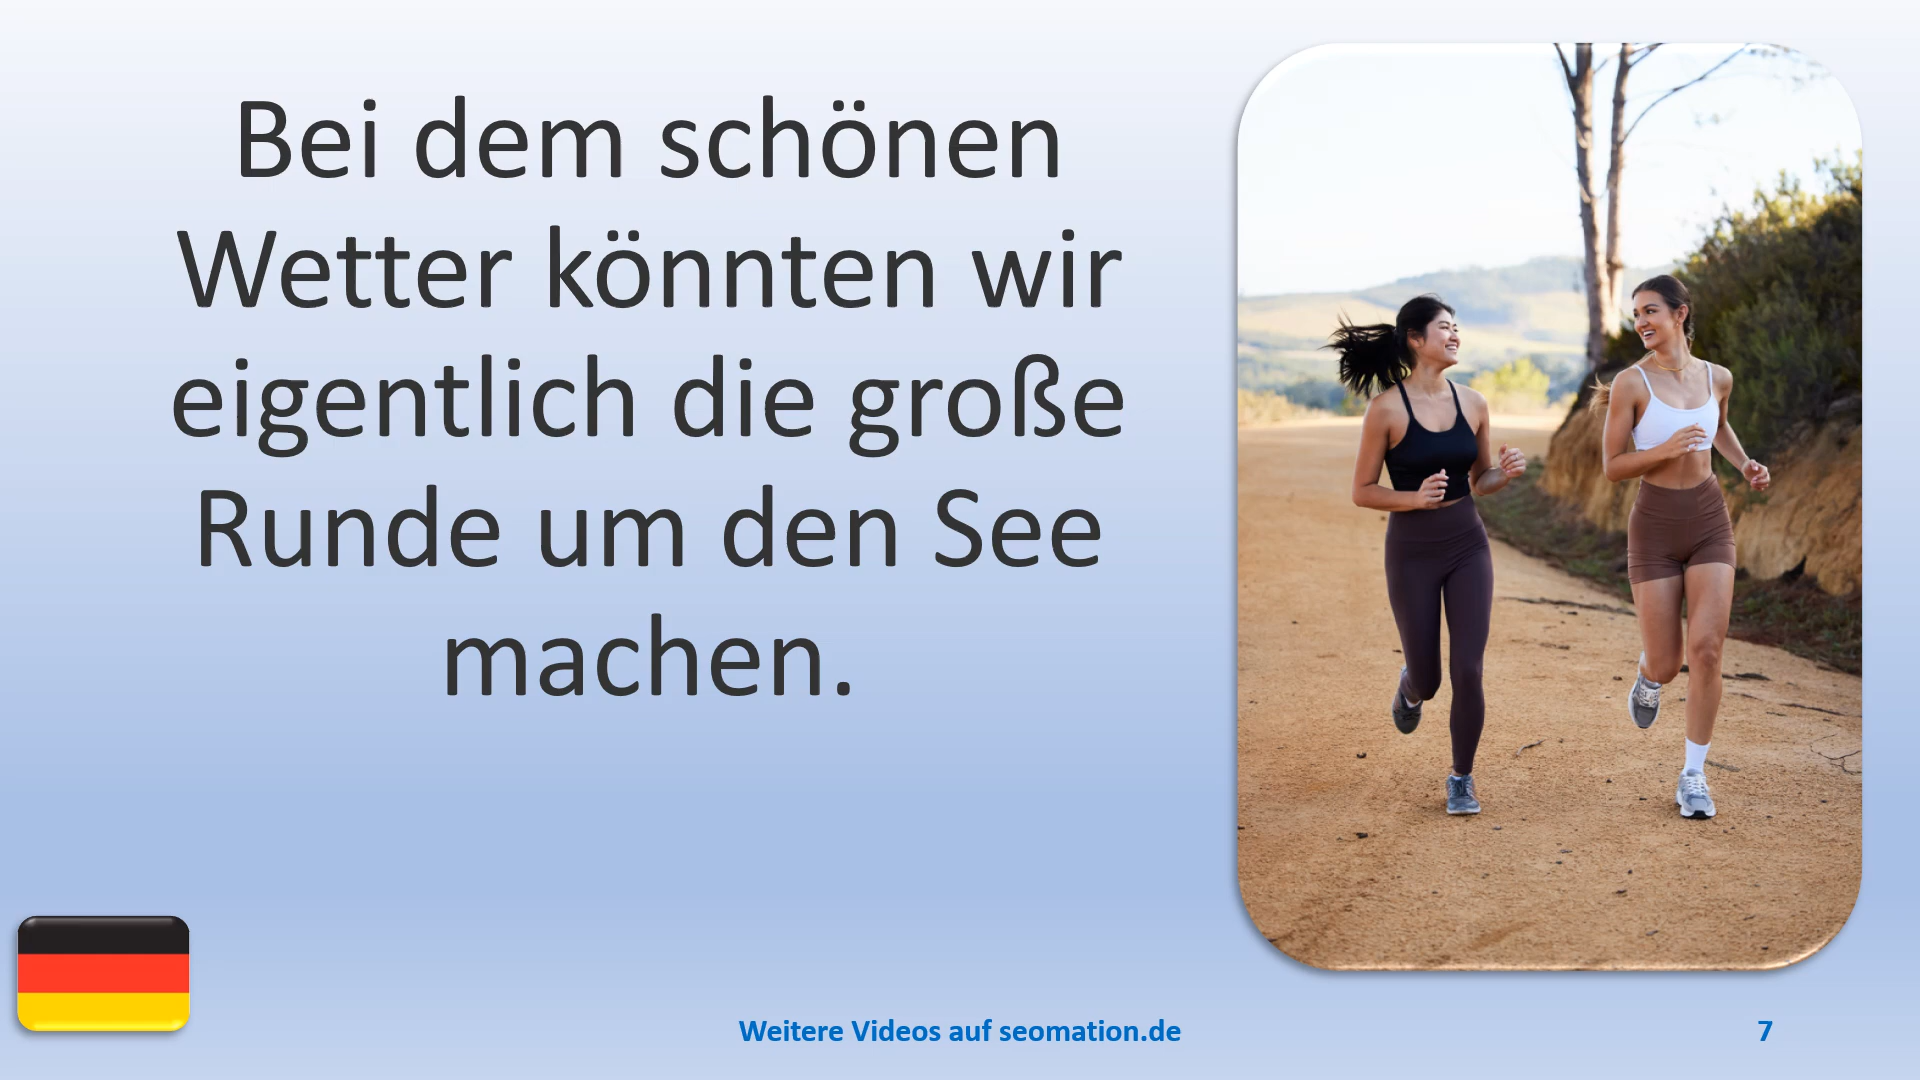 Bei dem schönen
Wetter könnten wir
eigentlich die große
Runde um den See
machen.
Weitere Videos auf seomation.de
7